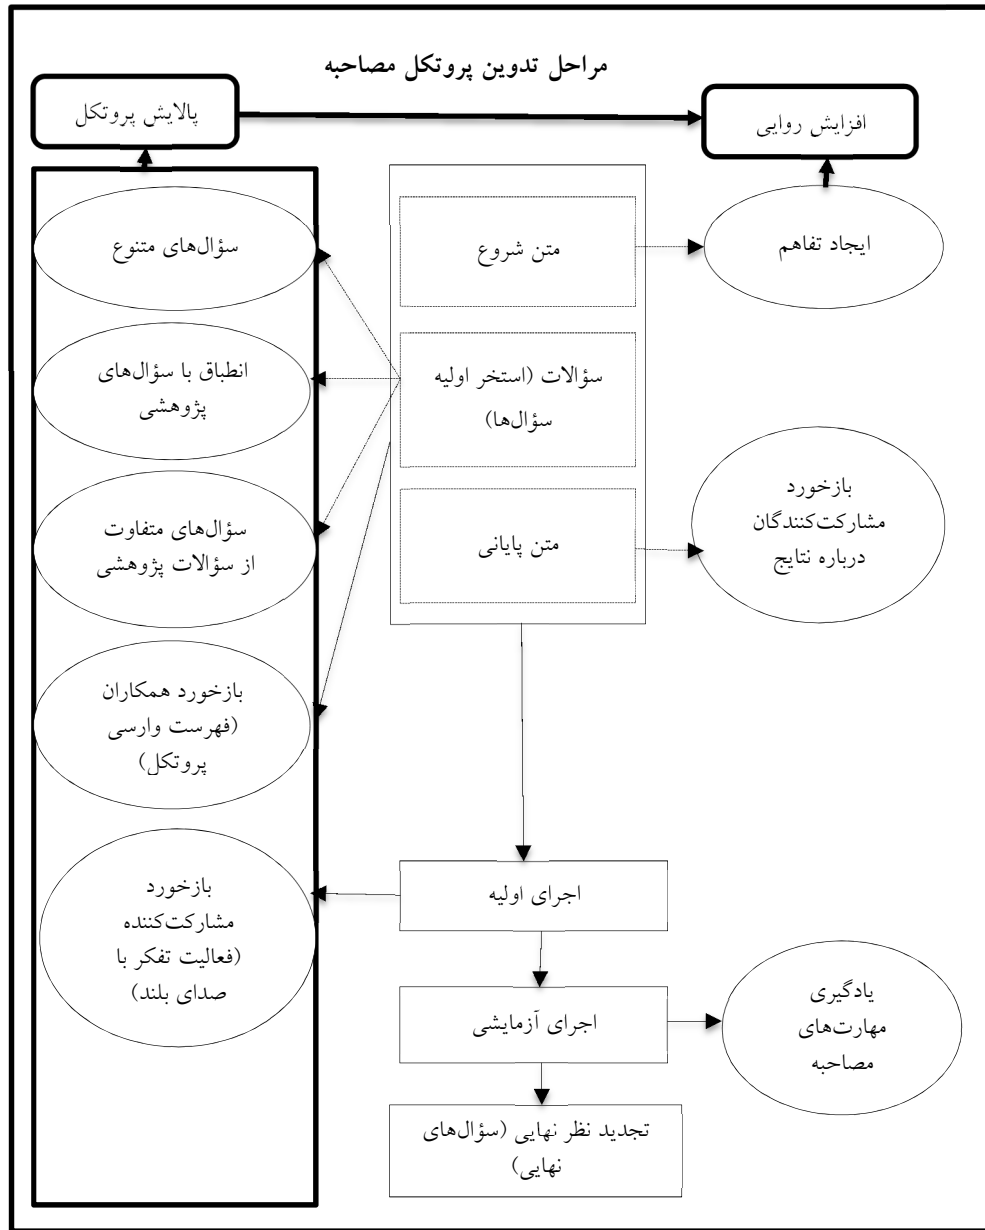 مراحل تدوین پروتکل مصاحبه
پالایش پروتکل
افزایش روایی
سؤال‌های متنوع
متن شروع
ایجاد تفاهم
انطباق با سؤال‌های
پژوهشی
سؤالات (استخر اولیه
سؤال‌ها)
سؤال‌های متفاوت
از سؤالات پژوهشی
متن پایانی
بازخورد
مشارکت‌کنندگان
درباره نتایج
بازخورد همکاران
(فهرست وارسی
پروتکل)
بازخورد
مشارکت‌کننده
(فعالیت تفکر با
صدای بلند)
اجرای اولیه
اجرای آزمایشی
یادگیری
مهارت‌های
مصاحبه
تجدید نظر نهایی (سؤال‌های
نهایی)